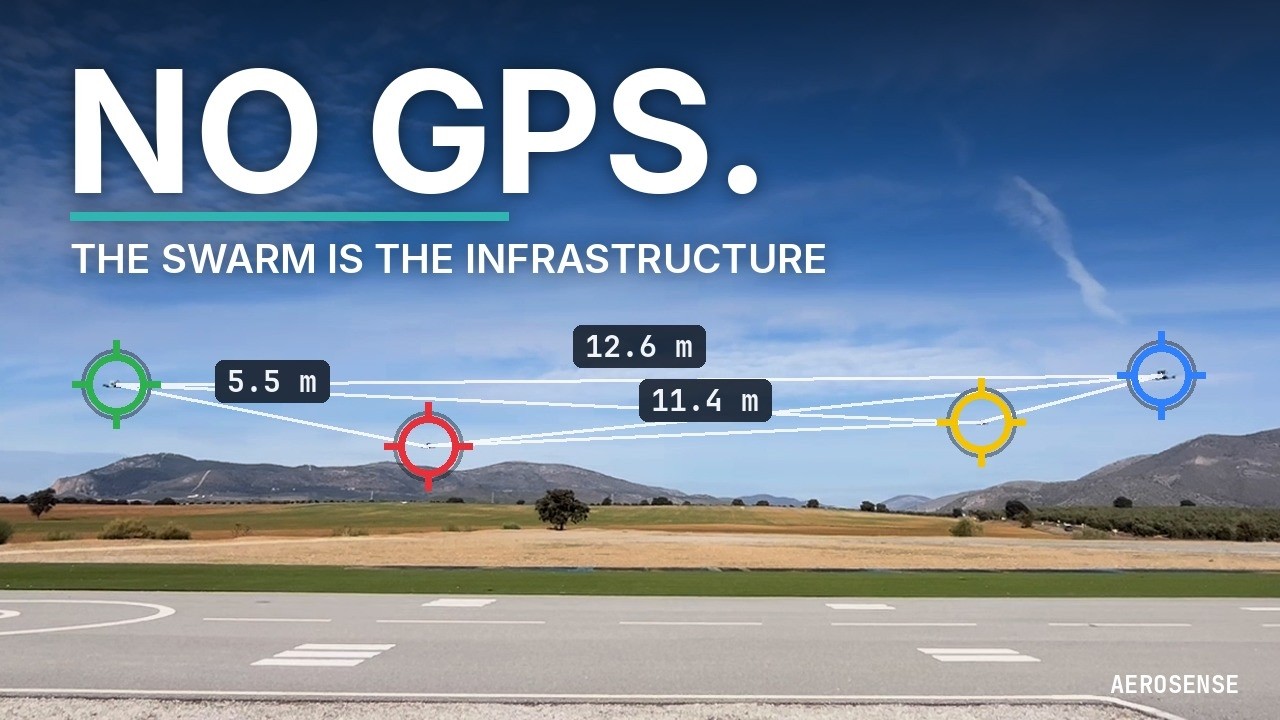 NO GPS.
THE SWARM IS THE INFRASTRUCTURE
12.6 m
5.5 m
11.4 m
AEROSENSE